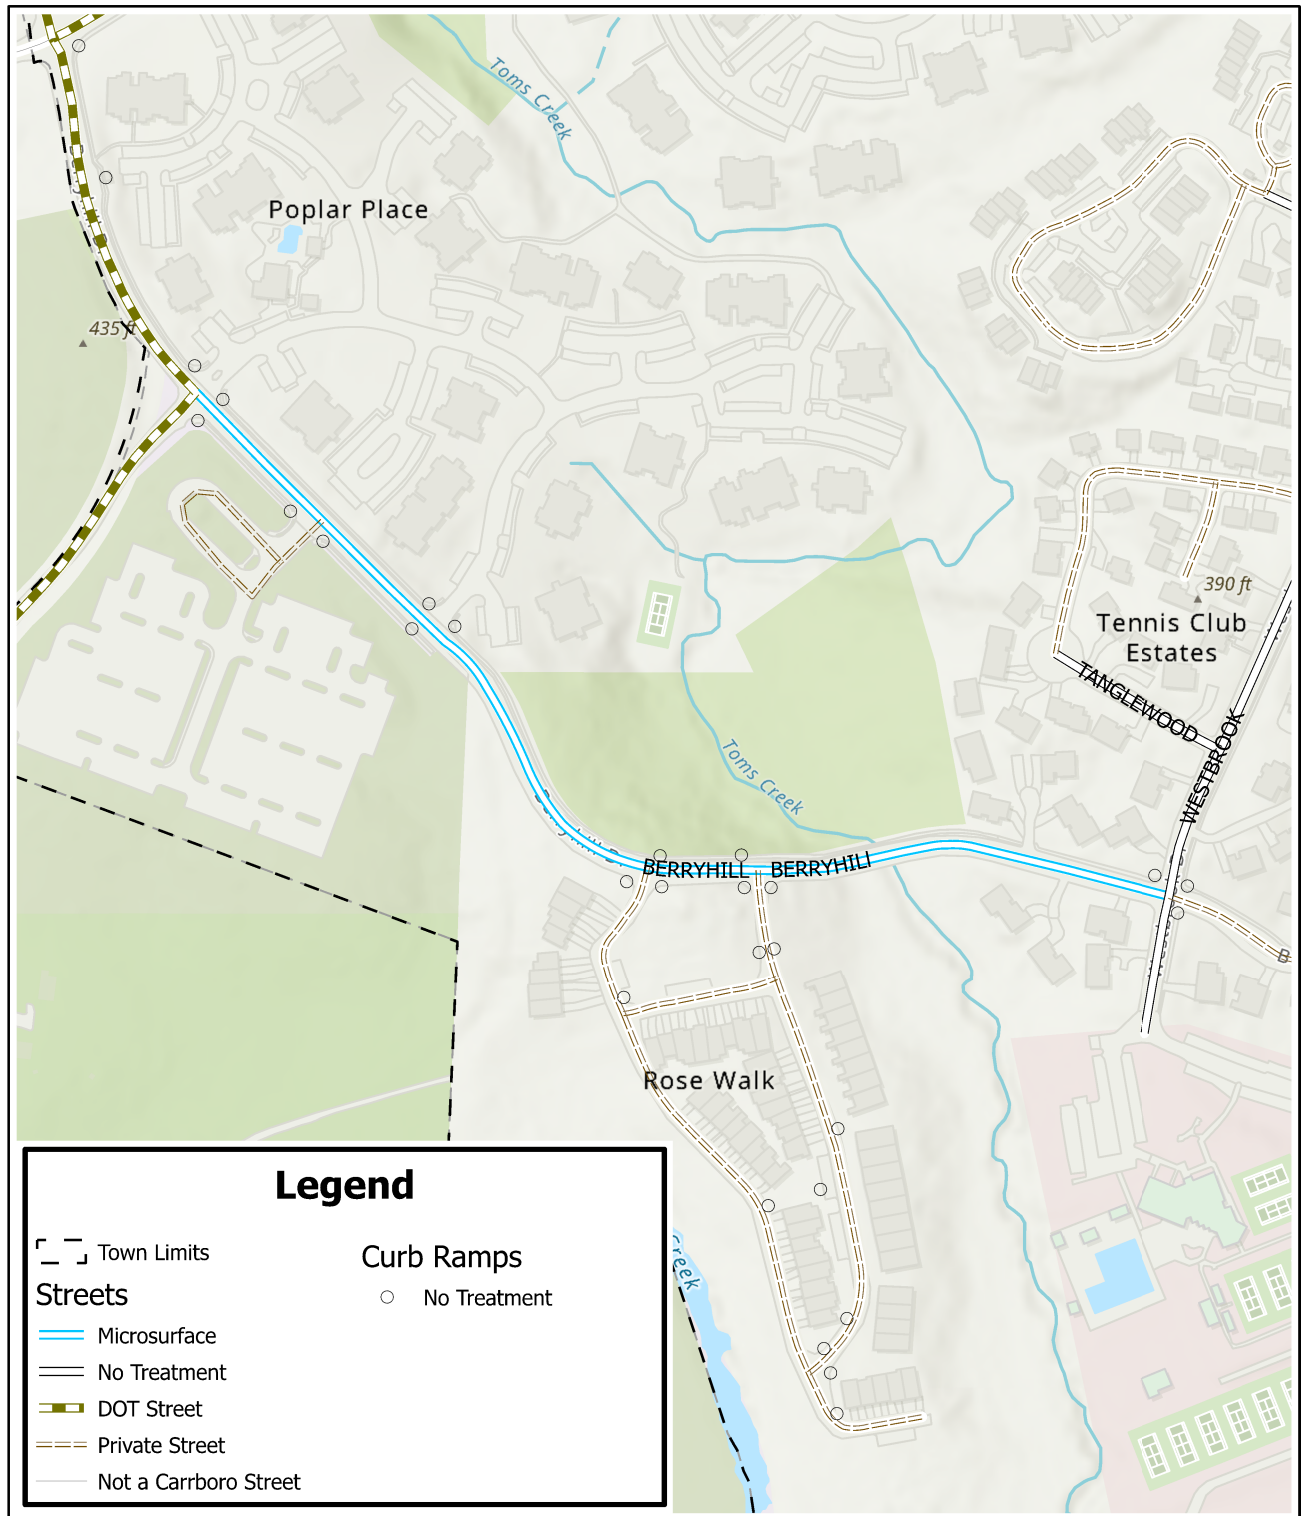 Toms Creek
Poplar Place
435 ft
390 ft
Tennis Club
Estates
TANGLEWOOD
WESTBROOK
Toms Creek
BERRYHILL
BERRYHILL
B
Rose Walk
Creek
Legend
Town Limits
Streets
Microsurface
No Treatment
DOT Street
Private Street
Not a Carrboro Street
Curb Ramps
No Treatment